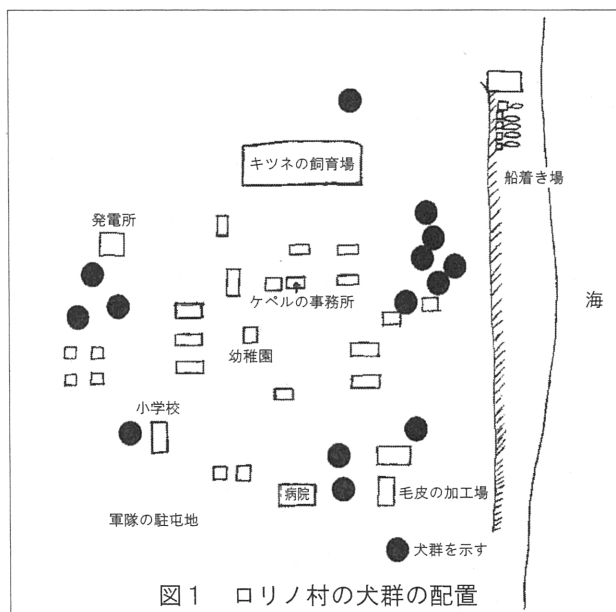 キツネの飼育場
船着き場
発電所
ケペルの事務所
海
幼稚園
小学校
病院
毛皮の加工場
軍隊の駐屯地
犬群を示す
図1 ロリノ村の犬群の配置